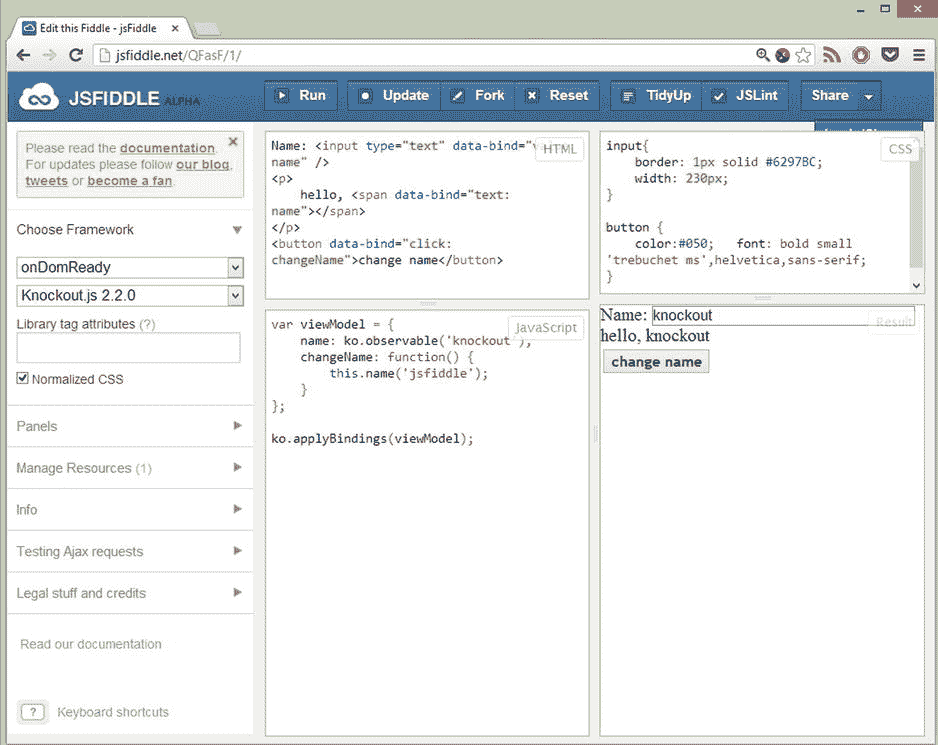 Edit this Fiddle - jsFiddle
jsfiddle.net/QFasF/1/
JSFIDDLE ALPHA
Run
Update
Fork
Reset
TidyUp
JSLint
Share
Please read the documentation.
For updates please follow our blog,
tweets or become a fan.
Choose Framework
onDomReady
Knockout.js 2.2.0
Library tag attributes (?)
Normalized CSS
Panels
Manage Resources (1)
Info
Testing Ajax requests
Legal stuff and credits
Read our documentation
? Keyboard shortcuts
HTML
Name: <input type="text" data-bind="
name" />
<p>
hello, <span data-bind="text:
name"></span>
</p>
<button data-bind="click:
changeName">change name</button>
JavaScript
var viewModel = {
name: ko.observable('knockout'),
changeName: function() {
this.name('jsfiddle');
}
};
ko.applyBindings(viewModel);
CSS
input{
border: 1px solid #6297BC;
width: 230px;
}
button {
color:#050; font: bold small
'trebuchet ms',helvetica,sans-serif;
}
Result
Name: knockout
hello, knockout
change name